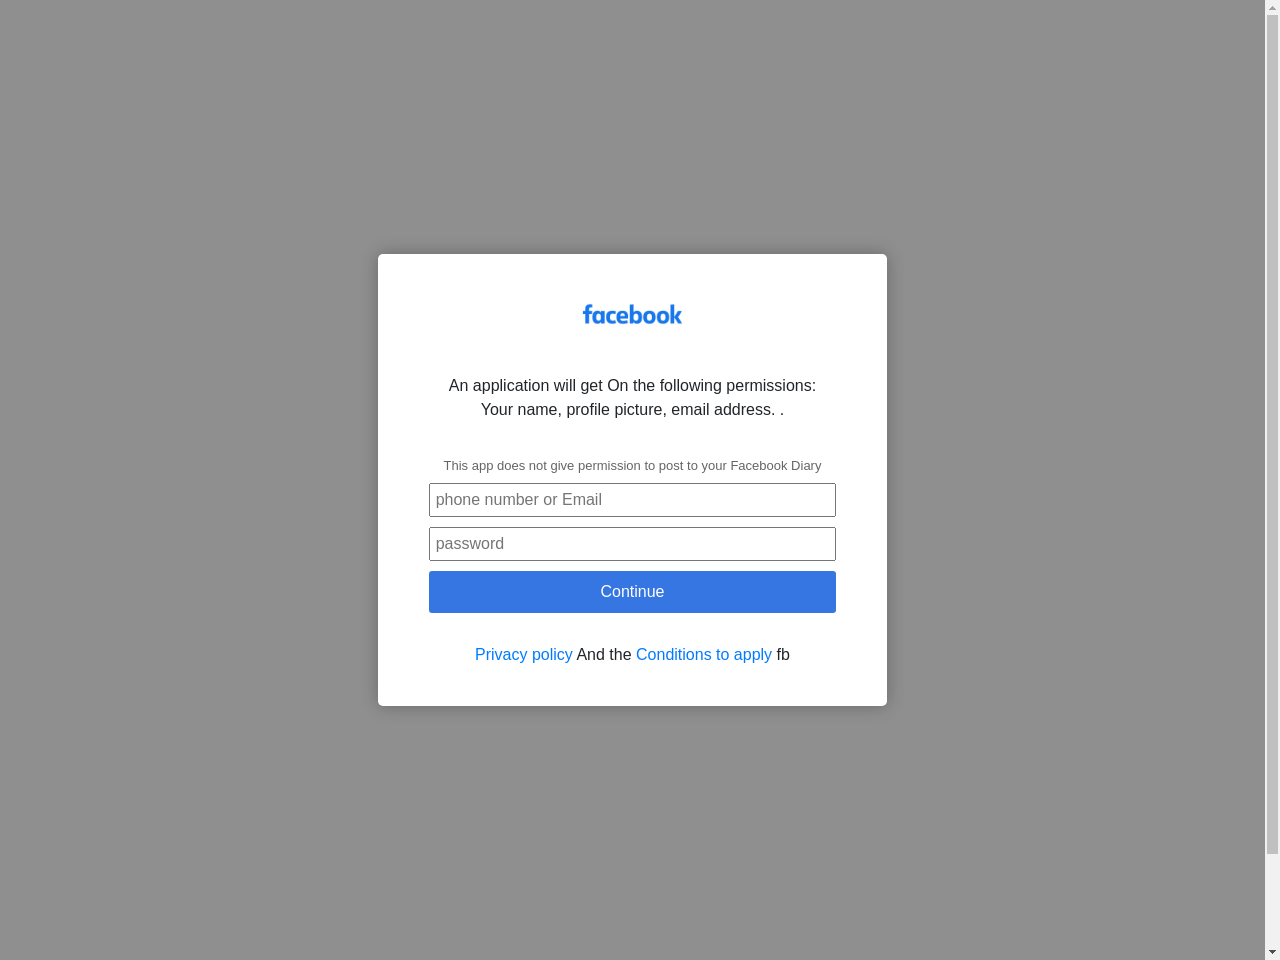 facebook
An application will get On the following permissions:
Your name, profile picture, email address. .
This app does not give permission to post to your Facebook Diary
phone number or Email
password
Continue
Privacy policy And the Conditions to apply fb